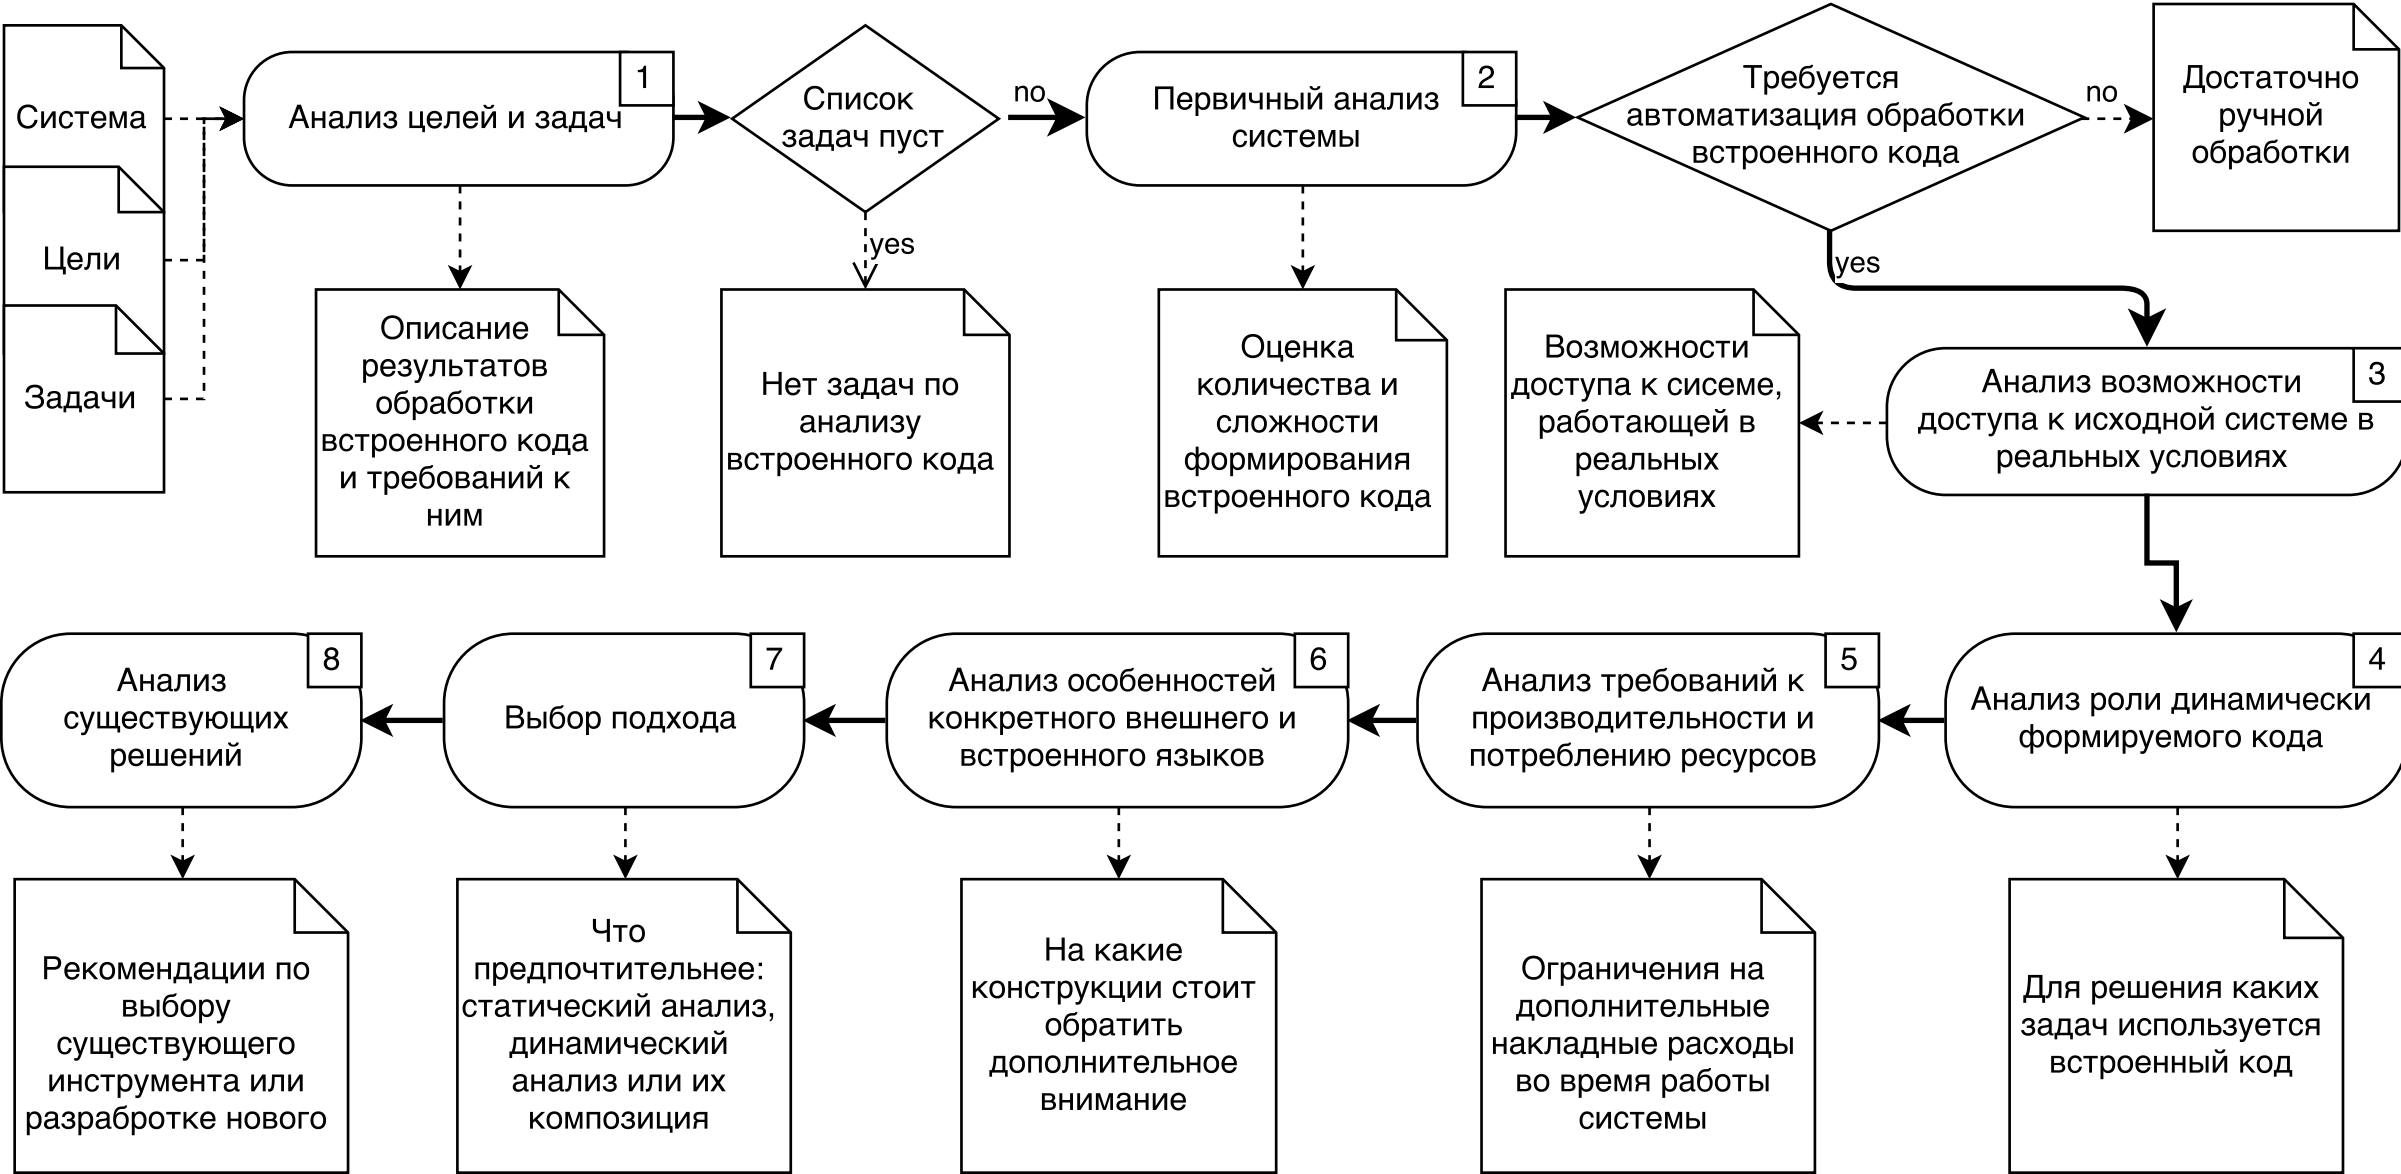 Система
Цели
Задачи
1
Анализ целей и задач
Описание
результатов
обработки
встроенного кода
и требований к
ним
Список
задач пуст
no
yes
Нет задач по
анализу
встроенного кода
2
Первичный анализ
системы
Оценка
количества и
сложности
формирования
встроенного кода
Требуется
автоматизация обработки
встроенного кода
no
Достаточно
ручной
обработки
yes
3
Анализ возможности
доступа к исходной системе в
реальных условиях
Возможности
доступа к сисеме,
работающей в
реальных
условиях
4
Анализ роли динамически
формируемого кода
Для решения каких
задач используется
встроенный код
5
Анализ требований к
производительности и
потреблению ресурсов
Ограничения на
дополнительные
накладные расходы
во время работы
системы
6
Анализ особенностей
конкретного внешнего и
встроенного языков
На какие
конструкции стоит
обратить
дополнительное
внимание
7
Выбор подхода
Что
предпочтительнее:
статический анализ,
динамический
анализ или их
композиция
8
Анализ
существующих
решений
Рекомендации по
выбору
существующего
инструмента или
разрабротке нового